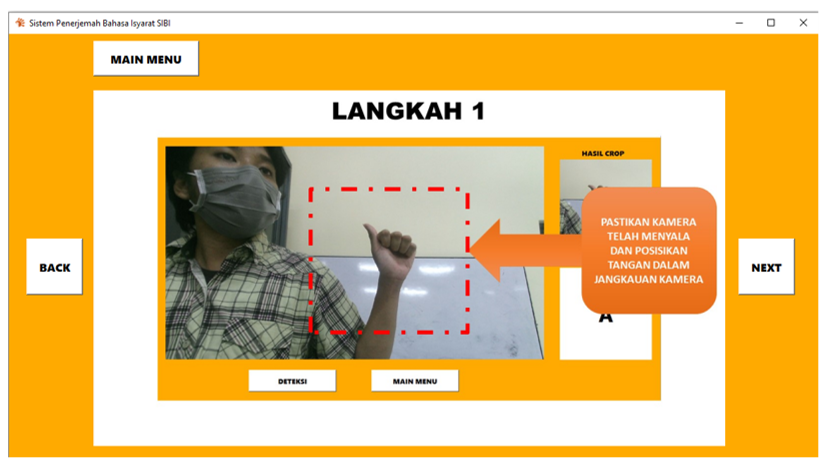 Sistem Penerjemah Bahasa Isyarat SIBI
MAIN MENU
LANGKAH 1
HASIL CROP
PASTIKAN KAMERA
TELAH MENYALA
DAN POSISIKAN
TANGAN DALAM
JANGKAUAN KAMERA
A
BACK
NEXT
DETEKSI
MAIN MENU